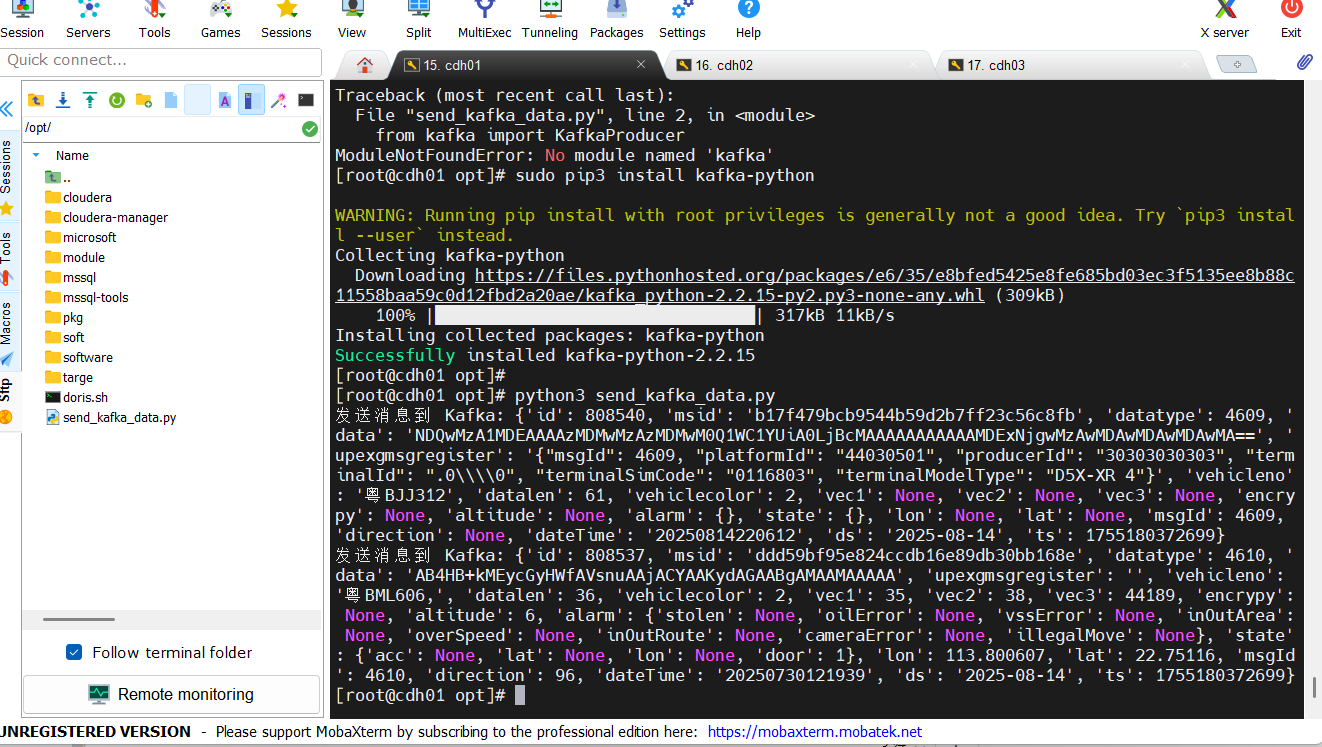 Session Servers Tools Games Sessions View Split MultiExec Tunneling Packages Settings Help X server Exit
Quick connect...
15. cdh01
16. cdh02
17. cdh03
/opt/
Name
..
cloudera
cloudera-manager
microsoft
module
mssql
mssql-tools
pkg
soft
software
targe
doris.sh
send_kafka_data.py
Sessions
Tools
Macros
Sftp
Follow terminal folder
Remote monitoring
Traceback (most recent call last):
File "send_kafka_data.py", line 2, in <module>
from kafka import KafkaProducer
ModuleNotFoundError: No module named 'kafka'
[root@cdh01 opt]# sudo pip3 install kafka-python
WARNING: Running pip install with root privileges is generally not a good idea. Try `pip3 instal
l --user` instead.
Collecting kafka-python
Downloading https://files.pythonhosted.org/packages/e6/35/e8bfed5425e8fe685bd03ec3f5135ee8b88c
11558baa59c0d12fbd2a20ae/kafka_python-2.2.15-py2.py3-none-any.whl (309kB)
100% | | 317kB 11kB/s
Installing collected packages: kafka-python
Successfully installed kafka-python-2.2.15
[root@cdh01 opt]#
[root@cdh01 opt]# python3 send_kafka_data.py
发送消息到 Kafka: {'id': 808540, 'msid': 'b17f479bcb9544b59d2b7ff23c56c8fb', 'datatype': 4609, '
data': 'NDQwMzA1MDEAAAAzMDMwMzAzMDMwM0Q1WC1YUiA0LjBcMAAAAAAAAAAAMDExNjgwMzAwMDAwMDAwMDAwMA==', '
upexgmsgregister': '{"msgId": 4609, "platformId": "44030501", "producerId": "30303030303", "term
inalId": ".0\\\\0", "terminalSimCode": "0116803", "terminalModelType": "D5X-XR 4"}', 'vehicleno
': '粤BJJ312', 'datalen': 61, 'vehiclecolor': 2, 'vec1': None, 'vec2': None, 'vec3': None, 'encry
py': None, 'altitude': None, 'alarm': {}, 'state': {}, 'lon': None, 'lat': None, 'msgId': 4609,
'direction': None, 'dateTime': '20250814220612', 'ds': '2025-08-14', 'ts': 1755180372699}
发送消息到 Kafka: {'id': 808537, 'msid': 'ddd59bf95e824ccdb16e89db30bb168e', 'datatype': 4610, '
data': 'AB4HB+kMEycGyHWfAVsnuAAjACYAAKydAGAABgAMAAMAAAAA', 'upexgmsgregister': '', 'vehicleno':
'粤BML606,', 'datalen': 36, 'vehiclecolor': 2, 'vec1': 35, 'vec2': 38, 'vec3': 44189, 'encrypy':
None, 'altitude': 6, 'alarm': {'stolen': None, 'oilError': None, 'vssError': None, 'inOutArea':
None, 'overSpeed': None, 'inOutRoute': None, 'cameraError': None, 'illegalMove': None}, 'state'
: {'acc': None, 'lat': None, 'lon': None, 'door': 1}, 'lon': 113.800607, 'lat': 22.75116, 'msgId
': 4610, 'direction': 96, 'dateTime': '20250730121939', 'ds': '2025-08-14', 'ts': 1755180372699}
[root@cdh01 opt]#
UNREGISTERED VERSION - Please support MobaXterm by subscribing to the professional edition here: https://mobaxterm.mobatek.net